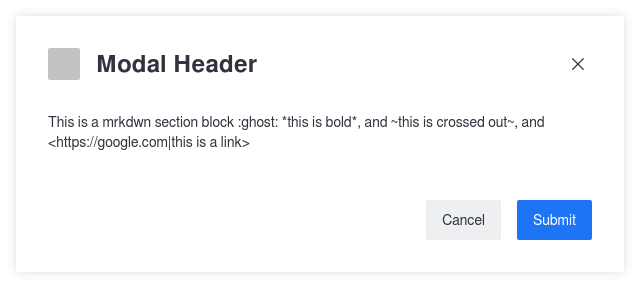 Modal Header
This is a mrkdwn section block :ghost: *this is bold*, and ~this is crossed out~, and
<https://google.com|this is a link>
Cancel
Submit